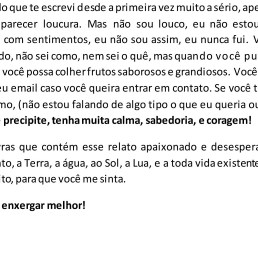 lo que te escrevi desde a primeira vez muito a sério, ape
parecer loucura. Mas não sou louco, eu não estou
com sentimentos, eu não sou assim, eu nunca fui. V
do, não sei como, nem sei o quê, mas quando você pu
você possa colher frutos saborosos e grandiosos. Você
eu email caso você queira entrar em contato. Se você t
mo, (não estou falando de algo tipo o que eu queria ou
precipite, tenha muita calma, sabedoria, e coragem!
vras que contém esse relato apaixonado e desespera
to, a Terra, a água, ao Sol, a Lua, e a toda vida existente
ito, para que você me sinta.
enxergar melhor!